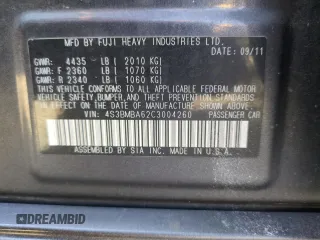 MFD BY FUJI HEAVY INDUSTRIES LTD.
DATE 09/11
GVWR: 4435 LB ( 2010 KG)
GAWR: F 2360 LB ( 1070 KG)
GAWR: R 2340 LB ( 1060 KG)
THIS VEHICLE CONFORMS TO ALL APPLICABLE FEDERAL MOTOR
VEHICLE SAFETY, BUMPER, AND THEFT PREVENTION STANDARDS
IN EFFECT ON THE DATE OF MANUFACTURE SHOWN ABOVE.
VIN: 4S3BMBA62C3004260
PASSENGER CAR
ASSEMBLED BY SIA INC. MADE IN U.S.A.
DREAMBID